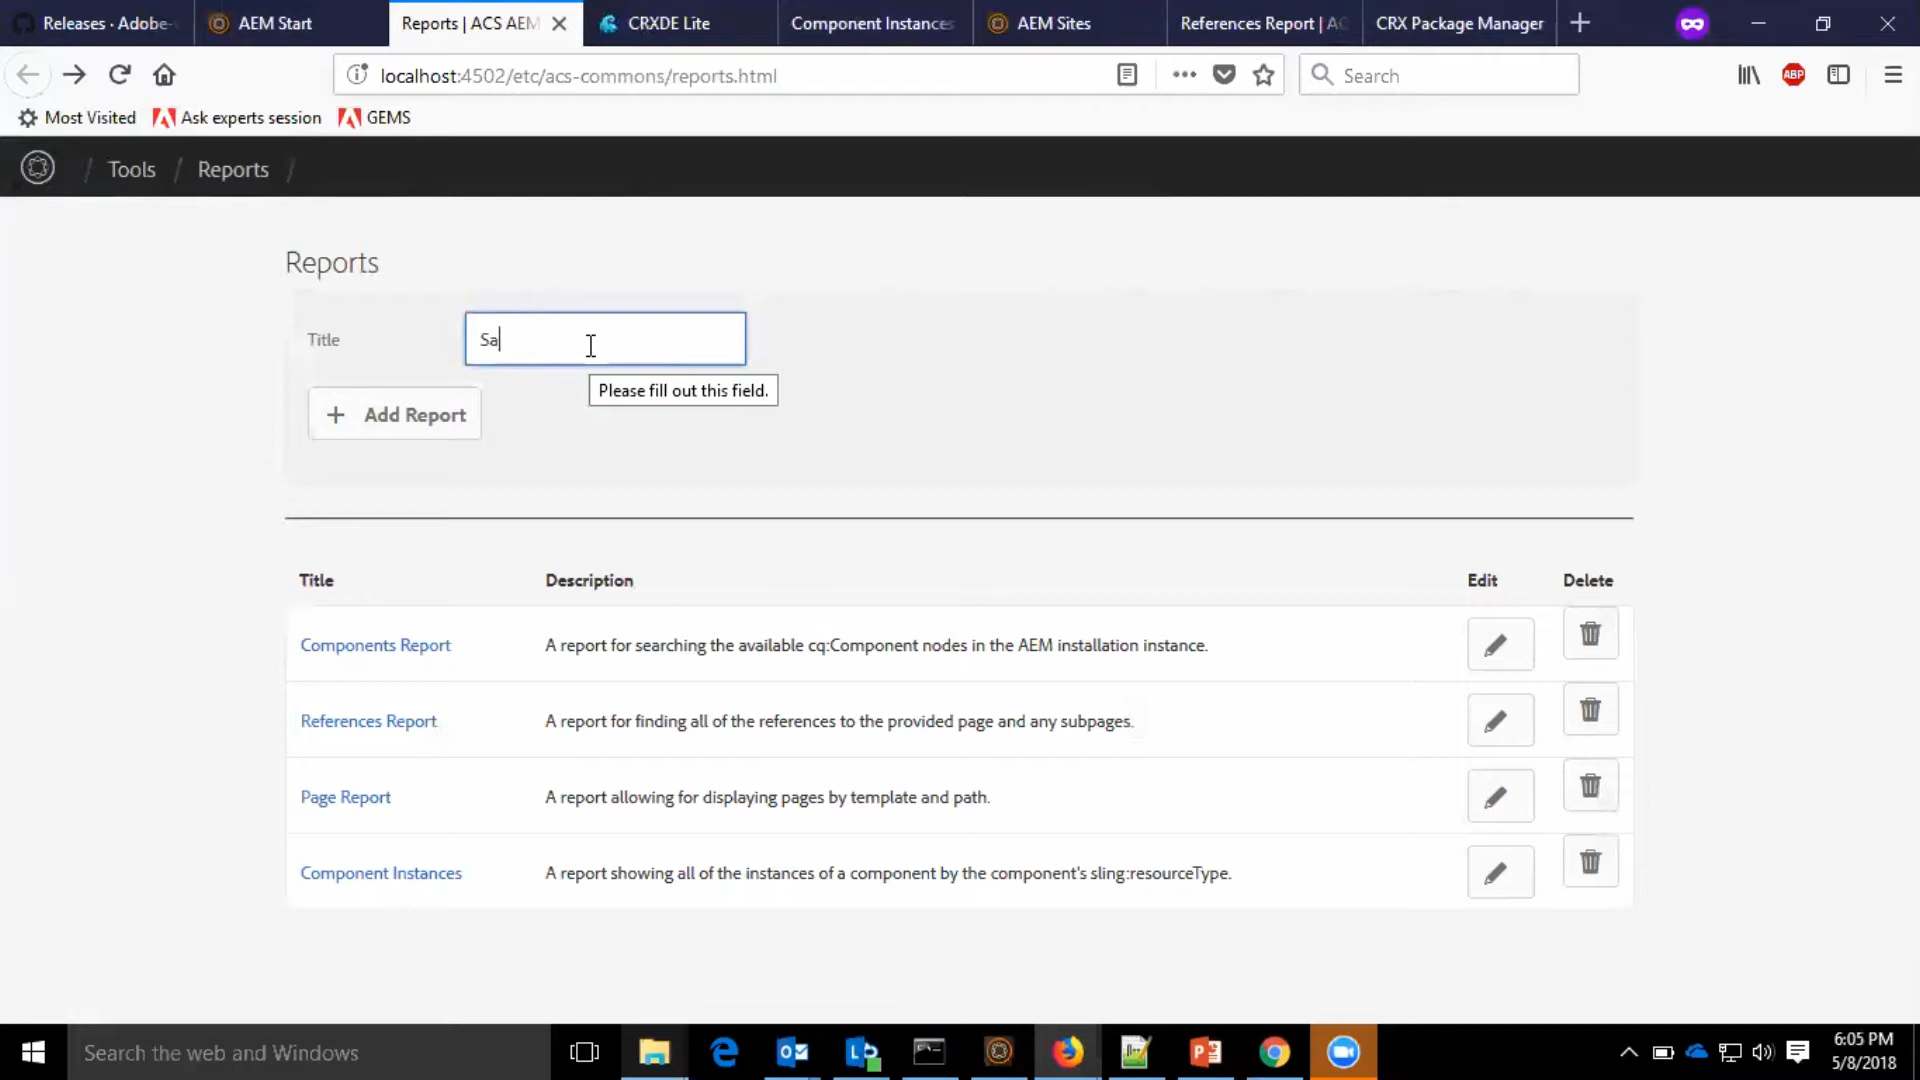 Releases · Adobe-
AEM Start
Reports | ACS AEM
CRXDE Lite
Component Instances
AEM Sites
References Report | AC
CRX Package Manager
localhost:4502/etc/acs-commons/reports.html
Search
ABP
Most Visited
Ask experts session
GEMS
/ Tools / Reports /
Reports
Title
Sa
Please fill out this field.
+ Add Report
Title Description Edit Delete
Components Report A report for searching the available cq:Component nodes in the AEM installation instance.
References Report A report for finding all of the references to the provided page and any subpages.
Page Report A report allowing for displaying pages by template and path.
Component Instances A report showing all of the instances of a component by the component's sling:resourceType.
Search the web and Windows
6:05 PM
5/8/2018